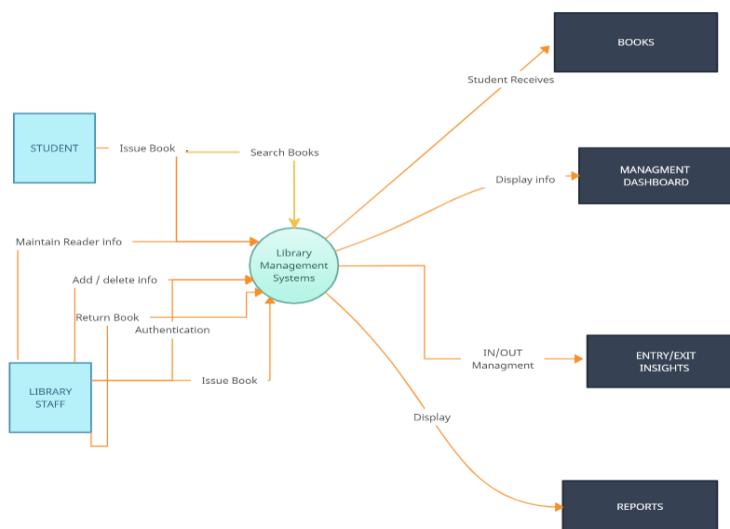 BOOKS
Student Receives
STUDENT
Issue Book
Search Books
MANAGMENT
DASHBOARD
Display info
Maintain Reader info
Library
Management
Systems
Add / delete info
Return Book
Authentication
IN/OUT
Managment
ENTRY/EXIT
INSIGHTS
LIBRARY
STAFF
Issue Book
Display
REPORTS